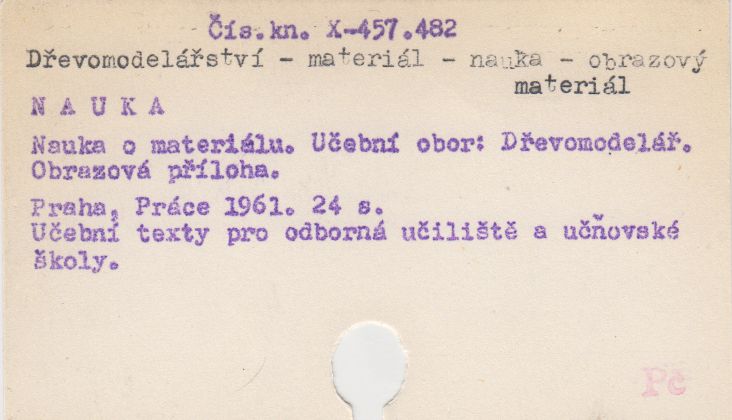 Čís.kn. X-457.482
Dřevomodelářství - materiál - nauka - obrazový
materiál
N A U K A
Nauka o materiálu. Učební obor: Dřevomodelář.
Obrazová příloha.
Praha, Práce 1961. 24 s.
Učební texty pro odborná učiliště a učňovské
školy.
Pč